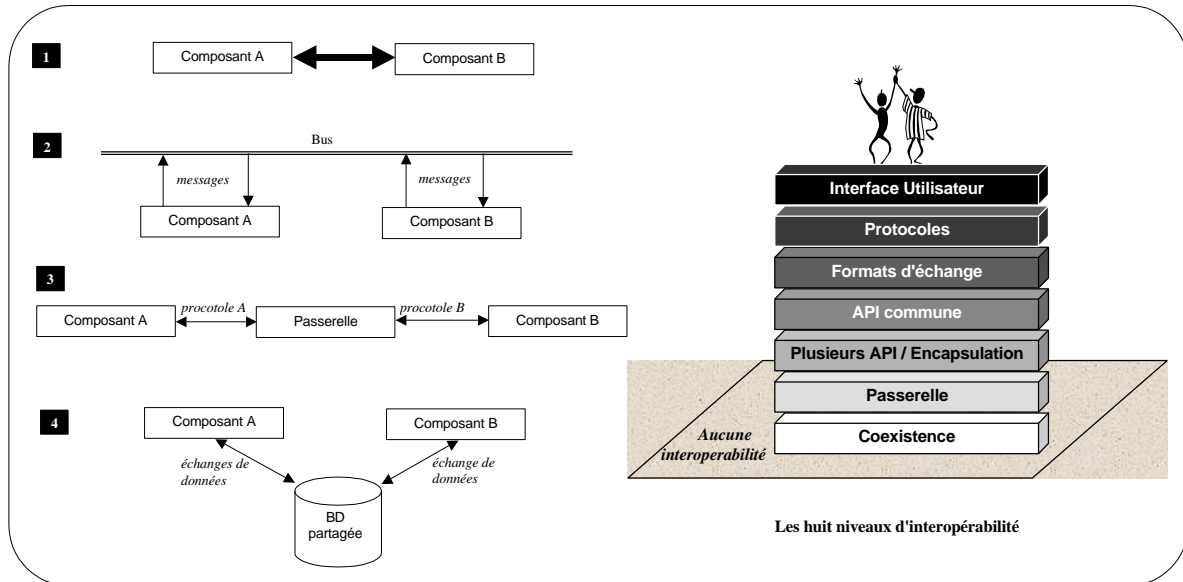 1
Composant A
Composant B
2
Bus
messages
messages
Composant A
Composant B
3
procotole A
procotole B
Composant A
Passerelle
Composant B
4
Composant A
Composant B
échanges de
données
échange de
données
BD
partagée
Interface Utilisateur
Protocoles
Formats d'échange
API commune
Plusieurs API / Encapsulation
Passerelle
Coexistence
Aucune
interoperabilité
Les huit niveaux d'interopérabilité